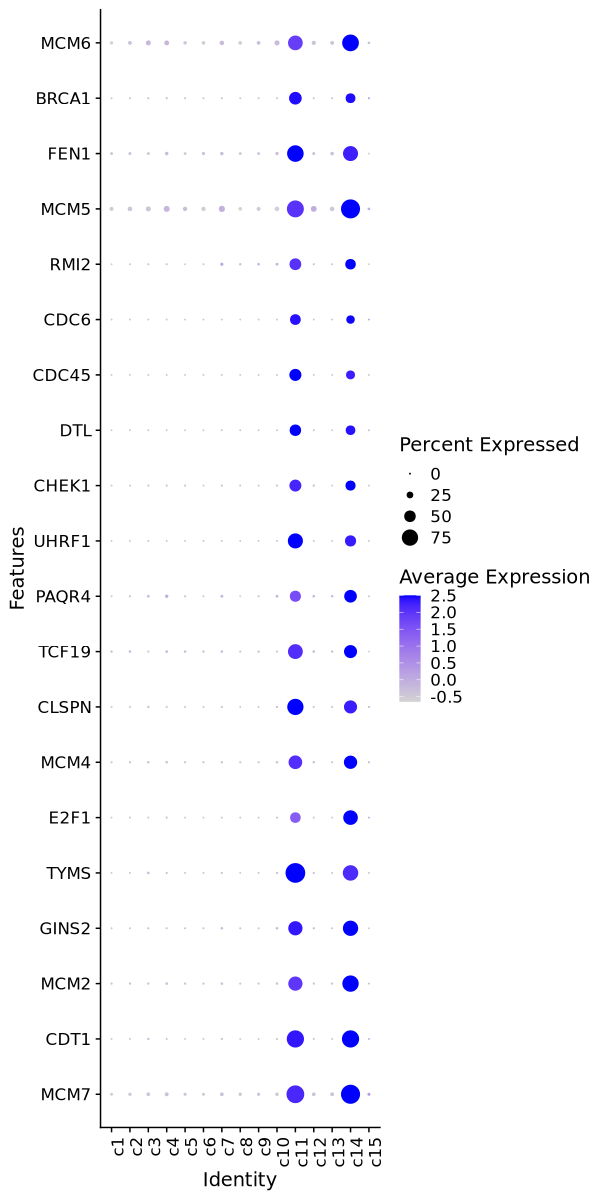 MCM6
BRCA1
FEN1
MCM5
RMI2
CDC6
CDC45
DTL
CHEK1
UHRF1
PAQR4
TCF19
CLSPN
MCM4
E2F1
TYMS
GINS2
MCM2
CDT1
MCM7
Features
c1
c2
c3
c4
c5
c6
c7
c8
c9
c10
c11
c12
c13
c14
c15
Identity
Percent Expressed
0
25
50
75
Average Expression
2.5
2.0
1.5
1.0
0.5
0.0
-0.5